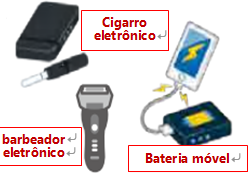 Cigarro
eletrônico
barbeador
eletrônico
Bateria móvel